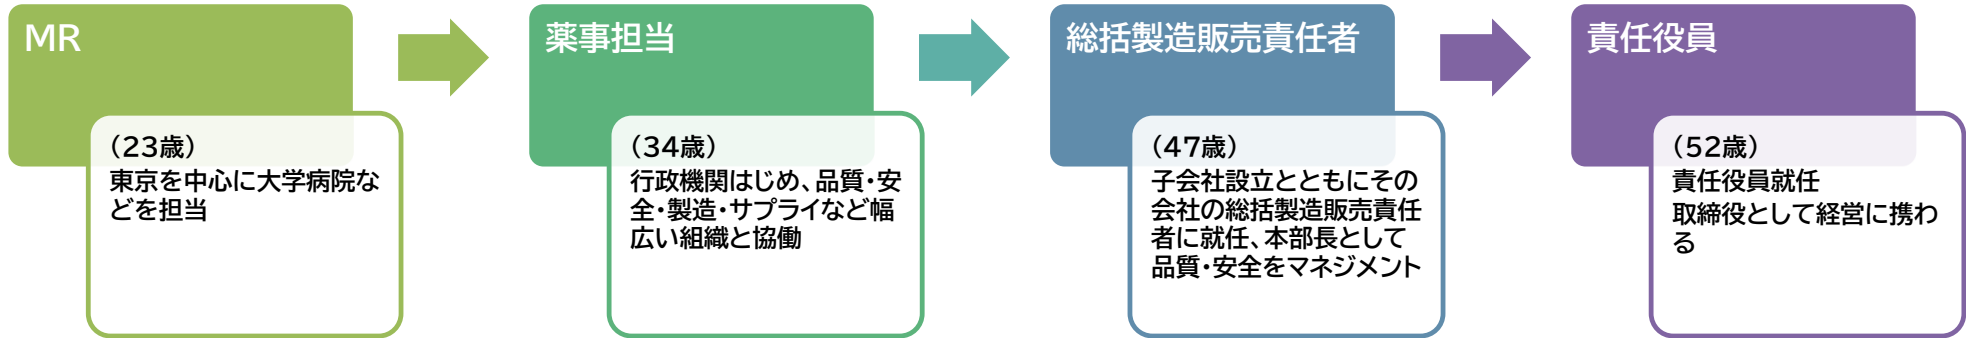 MR
(23歳)
東京を中心に大学病院な
どを担当
薬事担当
(34歳)
行政機関はじめ、品質・安
全・製造・サプライなど幅
広い組織と協働
総括製造販売責任者
(47歳)
子会社設立とともにその
会社の総括製造販売責任
者に就任、本部長として
品質・安全をマネジメント
責任役員
(52歳)
責任役員就任
取締役として経営に携わ
る